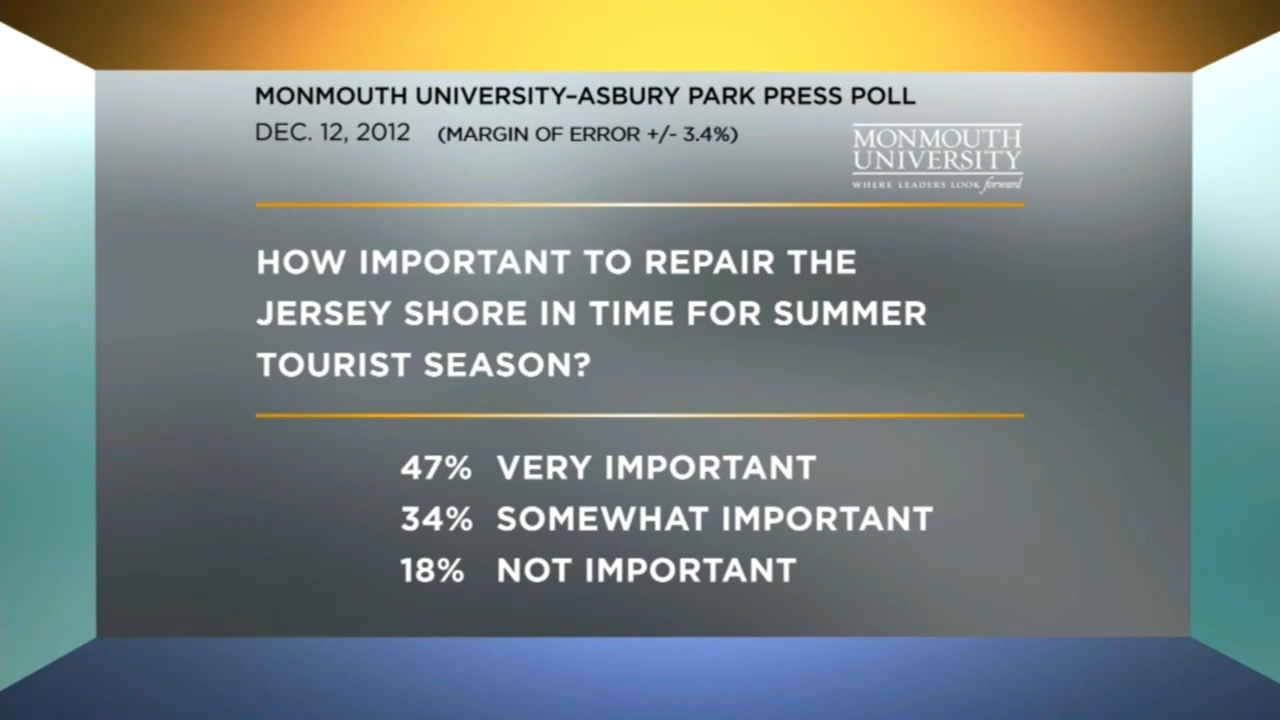 MONMOUTH UNIVERSITY–ASBURY PARK PRESS POLL
DEC. 12, 2012 (MARGIN OF ERROR +/- 3.4%)
MONMOUTH
UNIVERSITY
WHERE LEADERS LOOK forward
HOW IMPORTANT TO REPAIR THE
JERSEY SHORE IN TIME FOR SUMMER
TOURIST SEASON?
47% VERY IMPORTANT
34% SOMEWHAT IMPORTANT
18% NOT IMPORTANT